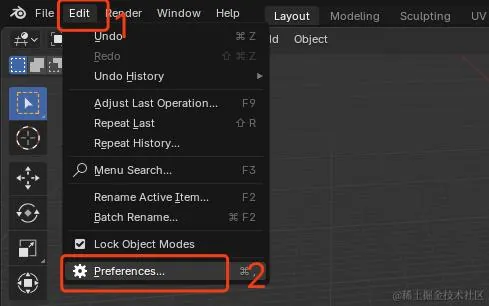 File Edit Render Window Help Layout Modeling Sculpting UV
1
Object
Undo ⌘ Z
Redo ⇧ ⌘ Z
Undo History
Adjust Last Operation... F9
Repeat Last ⇧ R
Repeat History...
Menu Search... F3
Rename Active Item... F2
Batch Rename... ⌘ F2
Lock Object Modes
Preferences... ⌘ ,
2
@稀土掘金技术社区